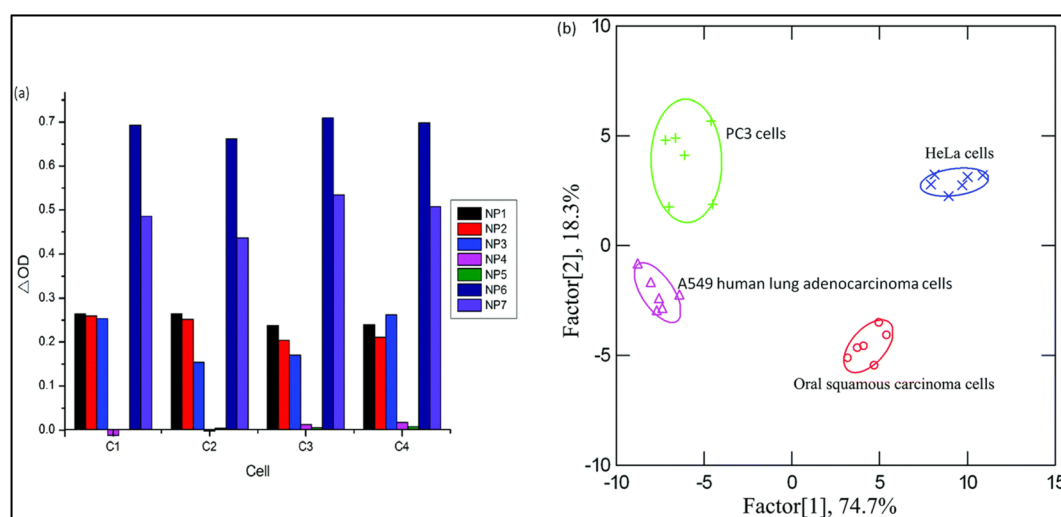 (a)
△OD
0.7
0.6
0.5
0.4
0.3
0.2
0.1
0.0
C1 C2 C3 C4
Cell
NP1
NP2
NP3
NP4
NP5
NP6
NP7
(b)
Factor[2], 18.3%
10
5
0
-5
-10
PC3 cells
HeLa cells
A549 human lung adenocarcinoma cells
Oral squamous carcinoma cells
-10 -5 0 5 10 15
Factor[1], 74.7%